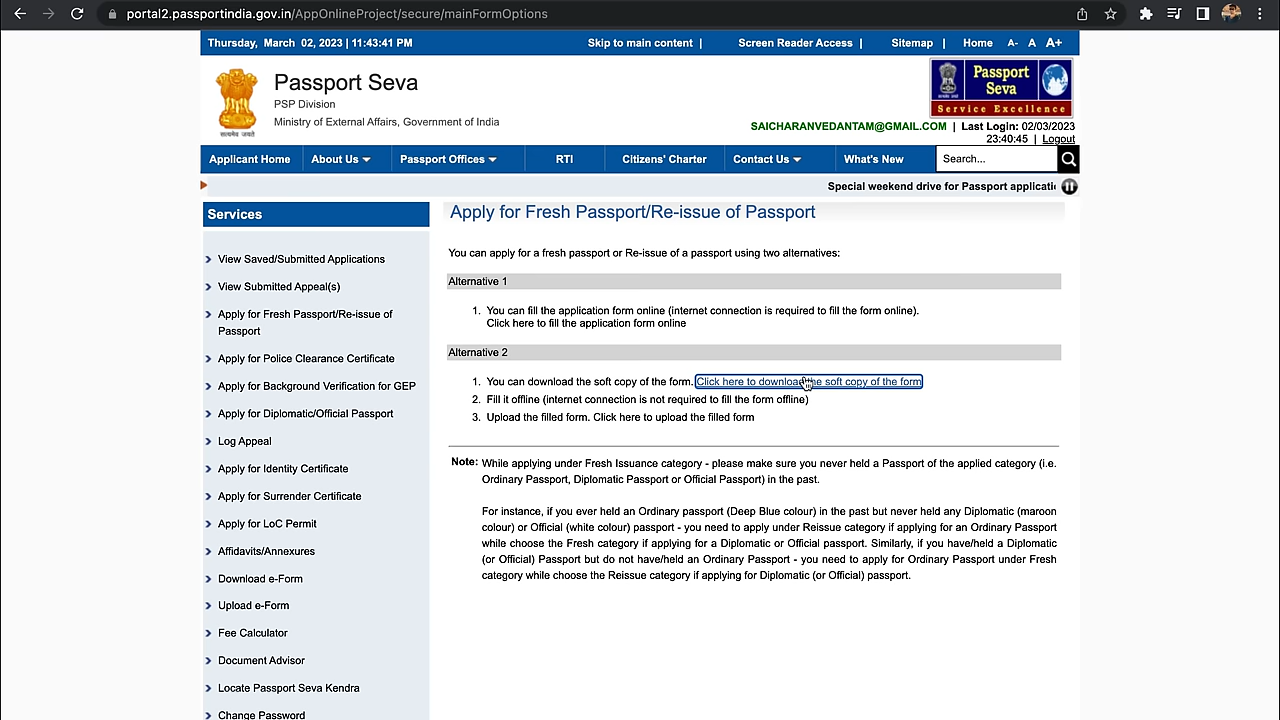 portal2.passportindia.gov.in/AppOnlineProject/secure/mainFormOptions
Thursday, March 02, 2023 | 11:43:41 PM
Skip to main content |
Screen Reader Access |
Sitemap |
Home
A-
A
A+
Passport Seva
PSP Division
Ministry of External Affairs, Government of India
सत्यमेव जयते
Passport
Seva
Service Excellence
SAICHARANVEDANTAM@GMAIL.COM | Last Login: 02/03/2023
23:40:45 | Logout
Applicant Home
About Us
Passport Offices
RTI
Citizens' Charter
Contact Us
What's New
Search...
Special weekend drive for Passport applicati
Services
View Saved/Submitted Applications
View Submitted Appeal(s)
Apply for Fresh Passport/Re-issue of
Passport
Apply for Police Clearance Certificate
Apply for Background Verification for GEP
Apply for Diplomatic/Official Passport
Log Appeal
Apply for Identity Certificate
Apply for Surrender Certificate
Apply for LoC Permit
Affidavits/Annexures
Download e-Form
Upload e-Form
Fee Calculator
Document Advisor
Locate Passport Seva Kendra
Change Password
Apply for Fresh Passport/Re-issue of Passport
You can apply for a fresh passport or Re-issue of a passport using two alternatives:
Alternative 1
1. You can fill the application form online (internet connection is required to fill the form online).
Click here to fill the application form online
Alternative 2
1. You can download the soft copy of the form. Click here to download the soft copy of the form
2. Fill it offline (internet connection is not required to fill the form offline)
3. Upload the filled form. Click here to upload the filled form
Note: While applying under Fresh Issuance category - please make sure you never held a Passport of the applied category (i.e.
Ordinary Passport, Diplomatic Passport or Official Passport) in the past.
For instance, if you ever held an Ordinary passport (Deep Blue colour) in the past but never held any Diplomatic (maroon
colour) or Official (white colour) passport - you need to apply under Reissue category if applying for an Ordinary Passport
while choose the Fresh category if applying for a Diplomatic or Official passport. Similarly, if you have/held a Diplomatic
(or Official) Passport but do not have/held an Ordinary Passport - you need to apply for Ordinary Passport under Fresh
category while choose the Reissue category if applying for Diplomatic (or Official) passport.